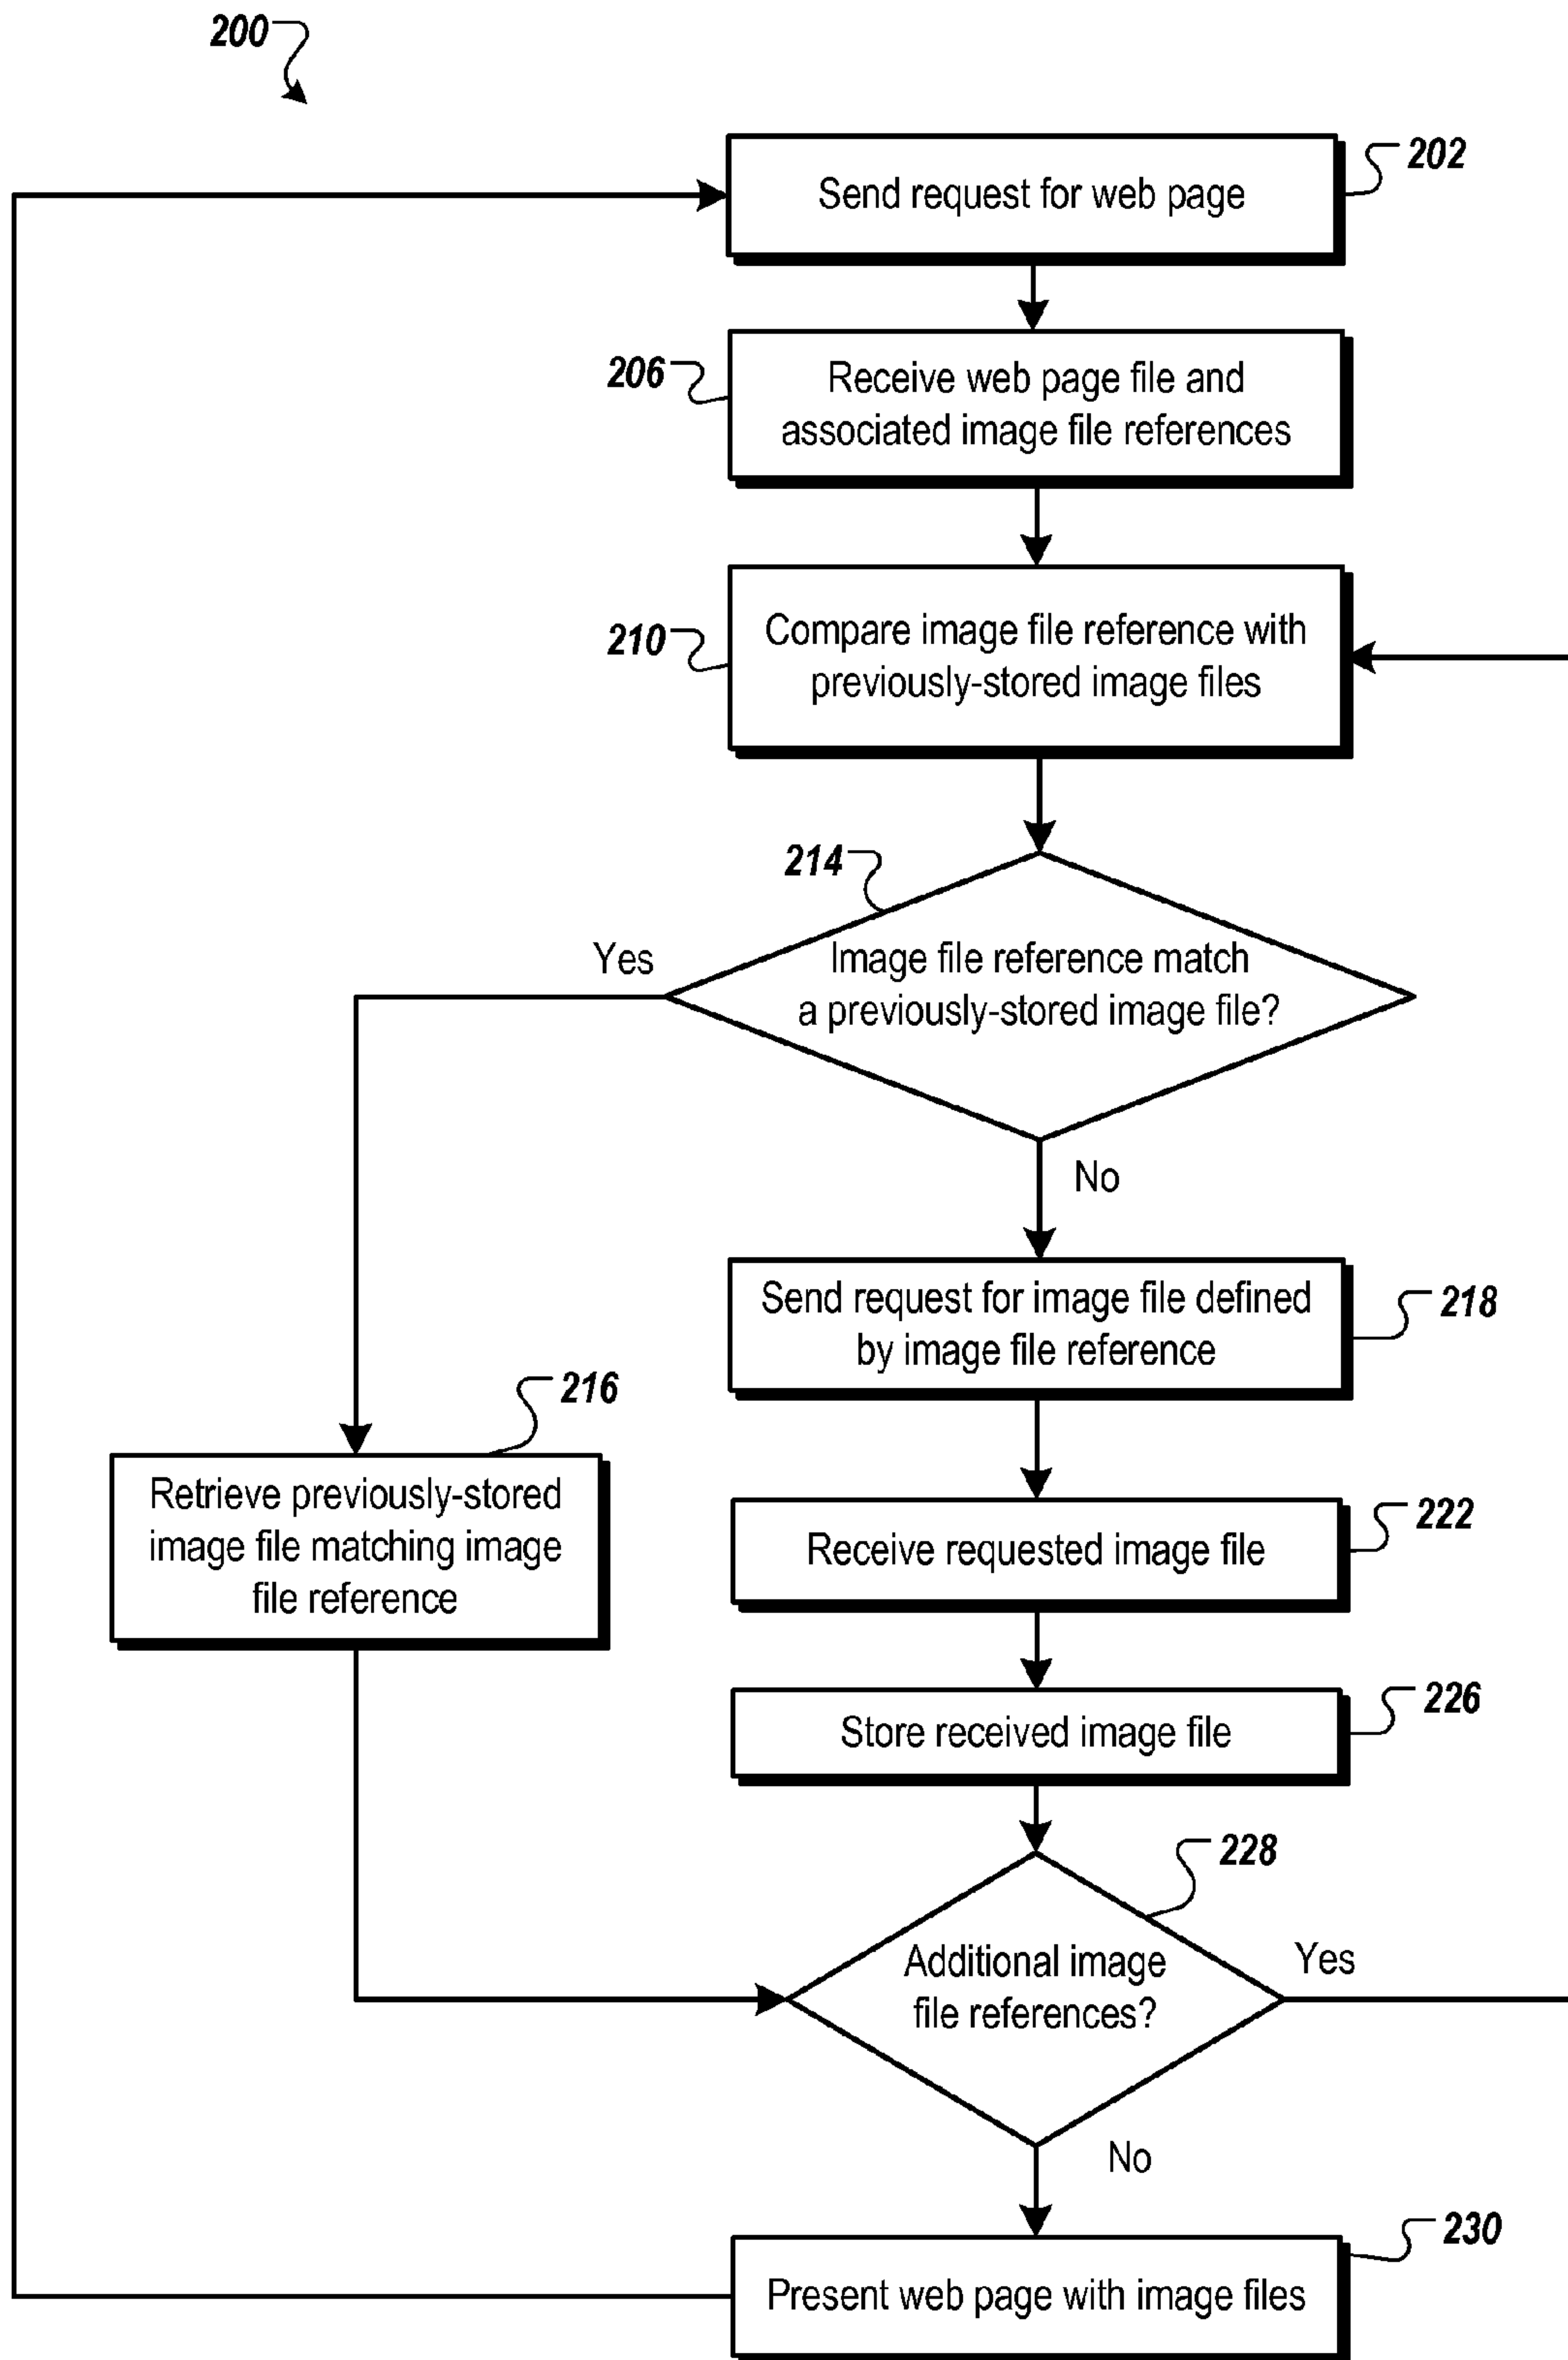 200
Send request for web page
202
206
Receive web page file and
associated image file references
210
Compare image file reference with
previously-stored image files
214
Yes
Image file reference match
a previously-stored image file?
No
Send request for image file defined
by image file reference
218
216
Retrieve previously-stored
image file matching image
file reference
Receive requested image file
222
Store received image file
226
228
Additional image
file references?
Yes
No
Present web page with image files
230